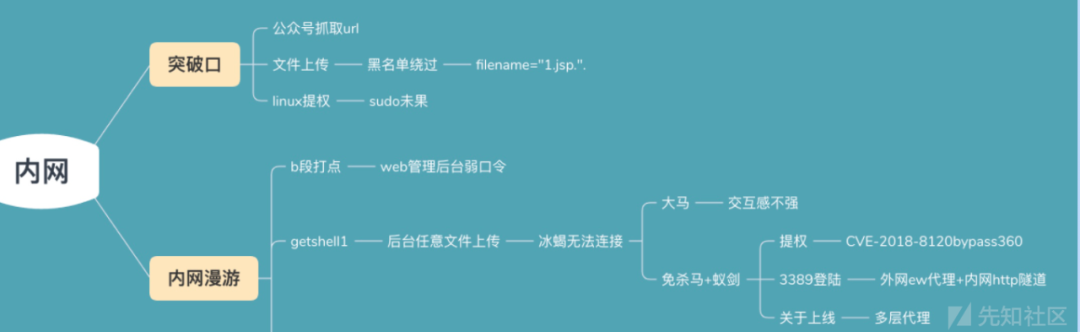 公众号抓取url
突破口
文件上传 黑名单绕过 filename="1.jsp.".
linux提权 sudo未果
内网
b段打点 web管理后台弱口令
大马 交互感不强
getshell1 后台任意文件上传 冰蝎无法连接
提权 CVE-2018-8120bypass360
内网漫游
免杀马+蚁剑
3389登陆 外网ew代理+内网http隧道
关于上线 多层代理
先知社区